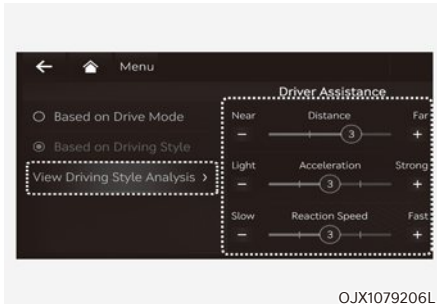 Menu
Driver Assistance
Based on Drive Mode
Based on Driving Style
View Driving Style Analysis >
Near Distance Far
− 3 +
Light Acceleration Strong
− 3 +
Slow Reaction Speed Fast
− 3 +
OJX1079206L